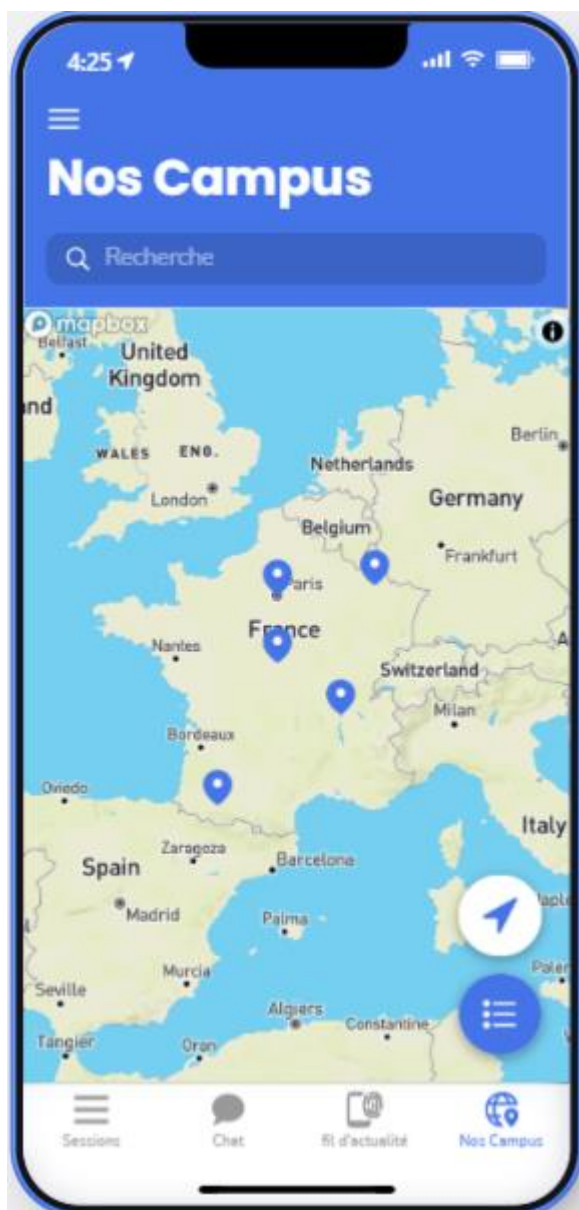 4:25
Nos Campus
Recherche
mapbox
Belfast
United
Kingdom
nd
WALES
ENG.
Berlin
Netherlands
London
Germany
Belgium
Frankfurt
Paris
France
Nantes
Switzerland
A
Milan
Bordeaux
Oviedo
Italy
Zaragoza
Spain
Barcelona
Madrid
Naples
Palma
Murcia
Paler
Seville
Algiers
Constantine
Tangier
Oran
Sessions
Chat
fil d'actualité
Nos Campus